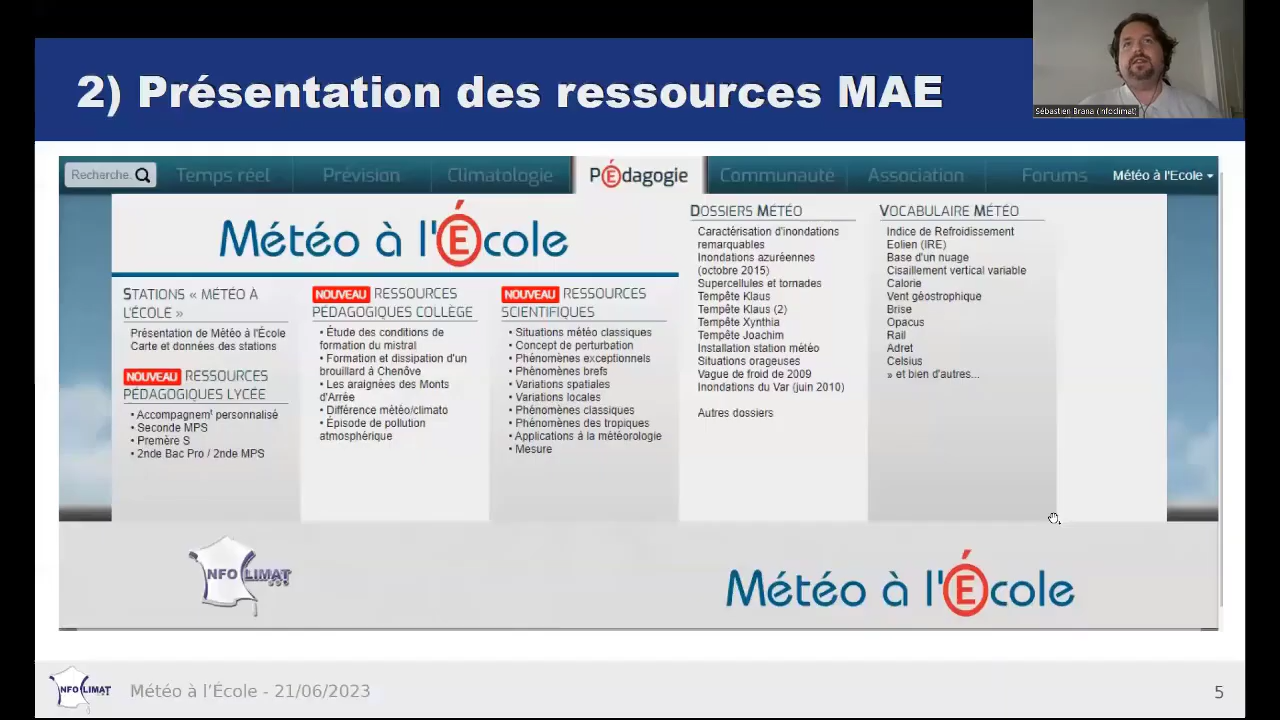 2) Présentation des ressources MAE
Sébastien Brana (Infoclimat)
Recherche.
Temps réel
Prévision
Climatologie
PÉdagogie
Communauté
Association
Forums
Météo à l'Ecole
Météo à l'École
STATIONS « MÉTÉO À
L'ÉCOLE »
Présentation de Météo à l'École
Carte et données des stations
NOUVEAU RESSOURCES
PÉDAGOGIQUES LYCÉE
• Accompagnemt personnalisé
• Seconde MPS
• Premère S
• 2nde Bac Pro / 2nde MPS
NOUVEAU RESSOURCES
PÉDAGOGIQUES COLLÈGE
• Étude des conditions de
formation du mistral
• Formation et dissipation d'un
brouillard à Chenôve
• Les araignées des Monts
d'Arrée
• Différence météo/climato
• Épisode de pollution
atmosphérique
NOUVEAU RESSOURCES
SCIENTIFIQUES
• Situations météo classiques
• Concept de perturbation
• Phénomènes exceptionnels
• Phénomènes brefs
• Variations spatiales
• Variations locales
• Phénomènes classiques
• Phénomènes des tropiques
• Applications à la météorologie
• Mesure
DOSSIERS MÉTÉO
Caractérisation d'inondations
remarquables
Inondations azuréennes
(octobre 2015)
Supercellules et tornades
Tempête Klaus
Tempête Klaus (2)
Tempête Xynthia
Tempête Joachim
Installation station météo
Situations orageuses
Vague de froid de 2009
Inondations du Var (juin 2010)
Autres dossiers
VOCABULAIRE MÉTÉO
Indice de Refroidissement
Eolien (IRE)
Base d'un nuage
Cisaillement vertical variable
Calorie
Vent géostrophique
Brise
Opacus
Rail
Adret
Celsius
» et bien d'autres...
NFOCLIMAT
Météo à l'École
NFOCLIMAT
Météo à l'École - 21/06/2023
5